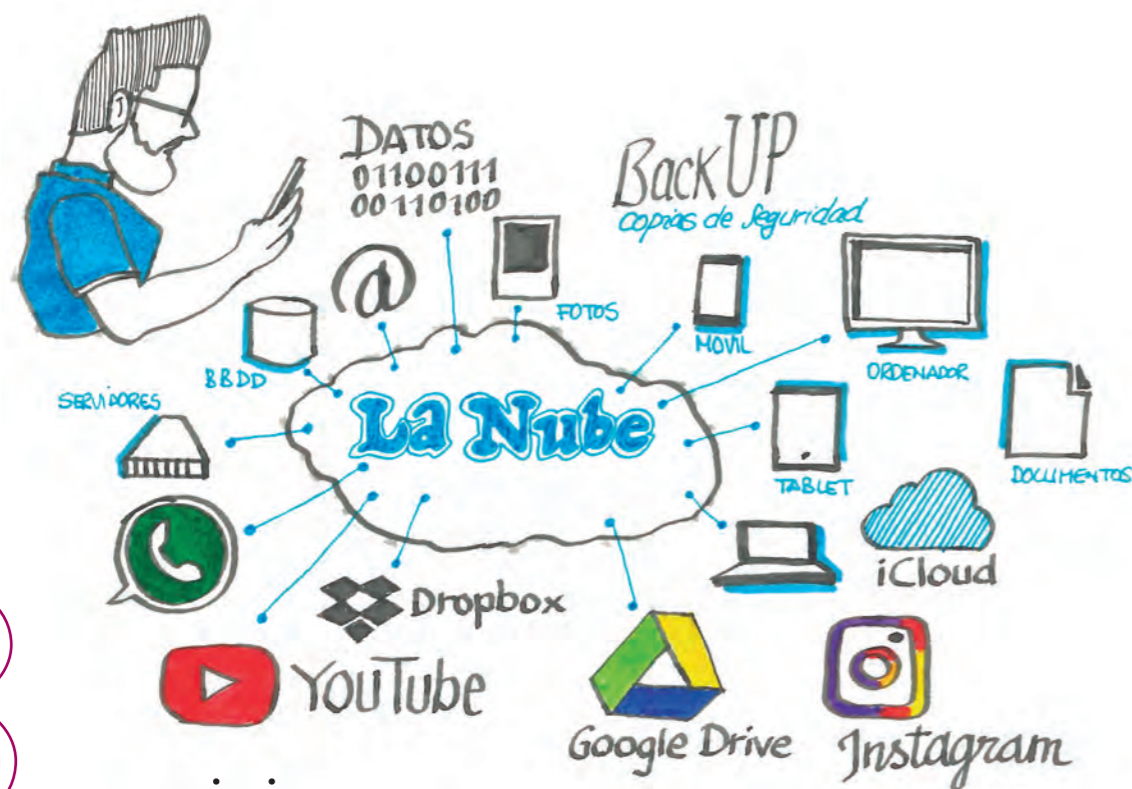 DATOS
01100111
00110100
BackUP
copias de seguridad
@
FOTOS
MOVIL
ORDENADOR
BBDD
SERVIDORES
La Nube
TABLET
DOCUMENTOS
iCloud
Dropbox
YouTube
Google Drive
Instagram